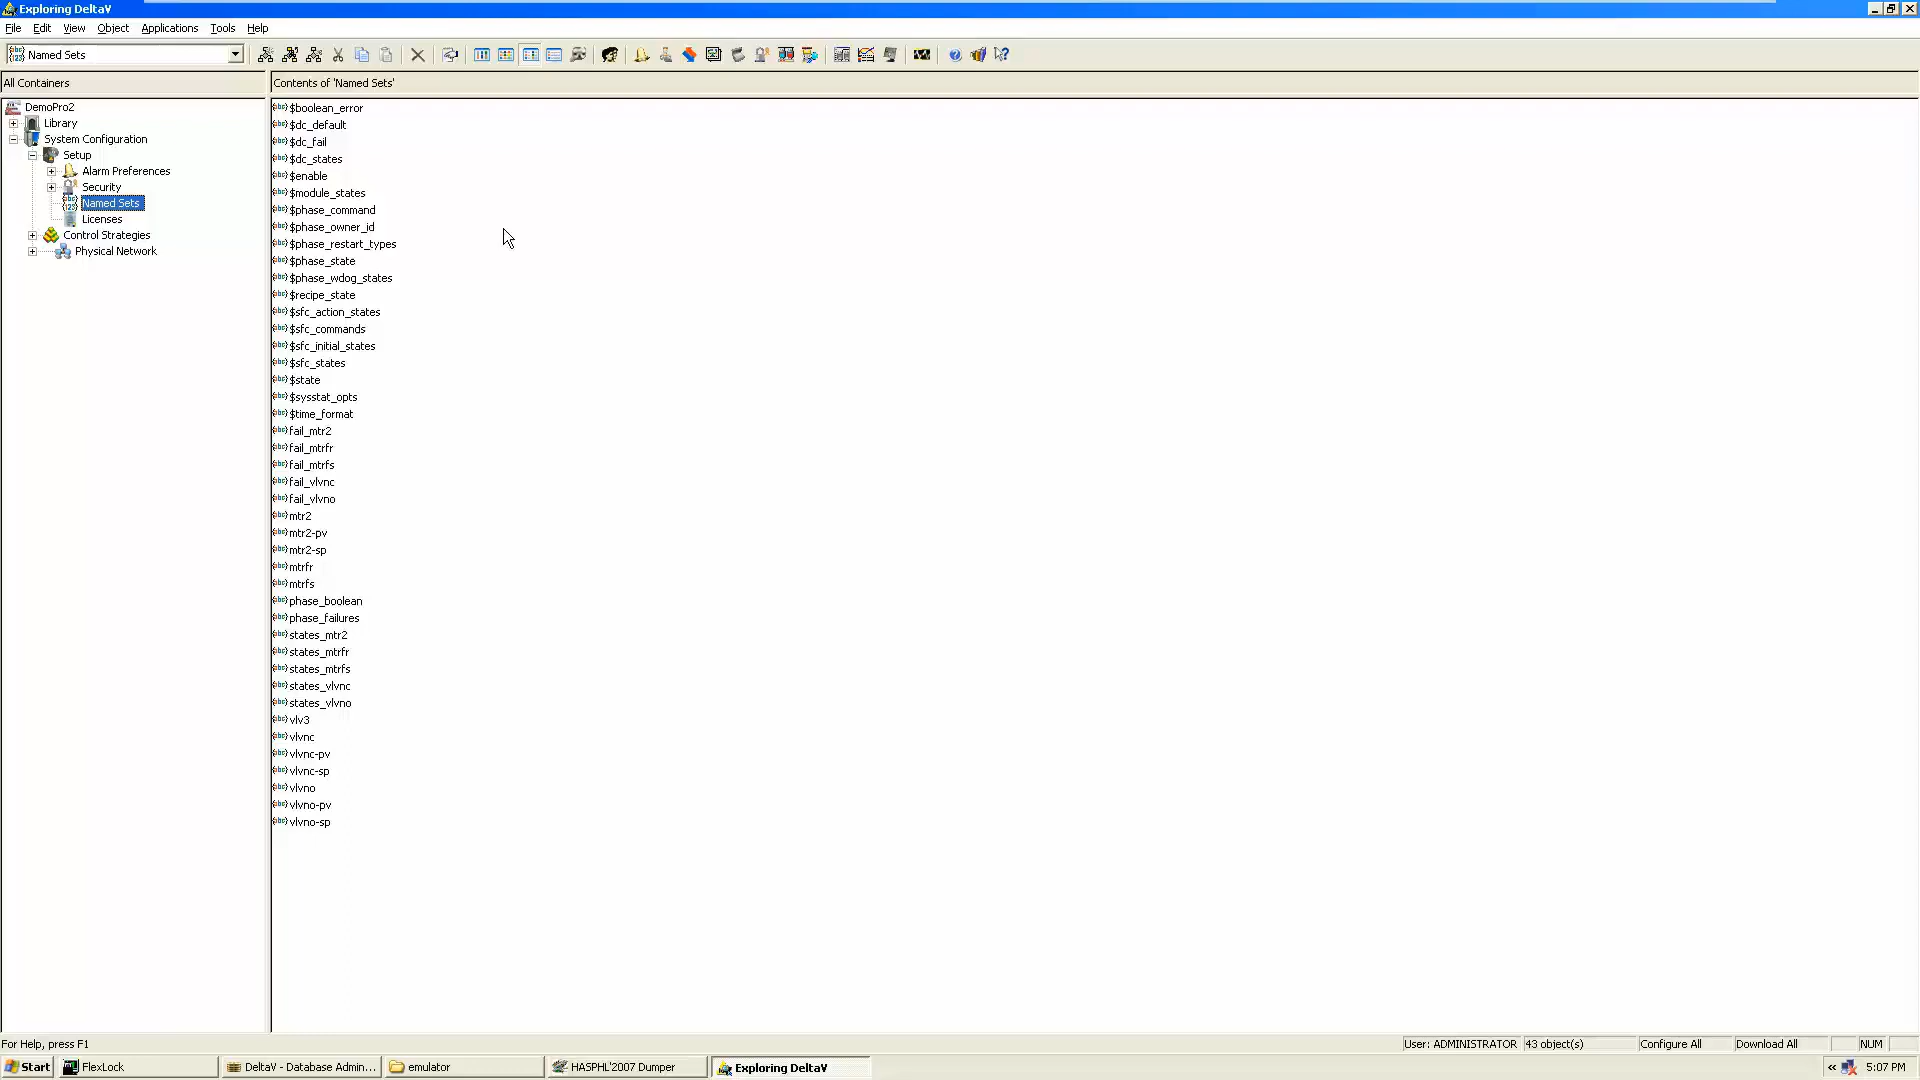 Exploring DeltaV
File Edit View Object Applications Tools Help
Named Sets
All Containers
Contents of 'Named Sets'
DemoPro2
Library
System Configuration
Setup
Alarm Preferences
Security
Named Sets
Licenses
Control Strategies
Physical Network
$boolean_error
$dc_default
$dc_fail
$dc_states
$enable
$module_states
$phase_command
$phase_owner_id
$phase_restart_types
$phase_state
$phase_wdog_states
$recipe_state
$sfc_action_states
$sfc_commands
$sfc_initial_states
$sfc_states
$state
$sysstat_opts
$time_format
fail_mtr2
fail_mtrfr
fail_mtrfs
fail_vlvnc
fail_vlvno
mtr2
mtr2-pv
mtr2-sp
mtrfr
mtrfs
phase_boolean
phase_failures
states_mtr2
states_mtrfr
states_mtrfs
states_vlvnc
states_vlvno
vlv3
vlvnc
vlvnc-pv
vlvnc-sp
vlvno
vlvno-pv
vlvno-sp
For Help, press F1
User: ADMINISTRATOR 43 object(s) Configure All Download All NUM
Start FlexLock DeltaV - Database Admin... emulator HASPHL'2007 Dumper Exploring DeltaV « 5:07 PM